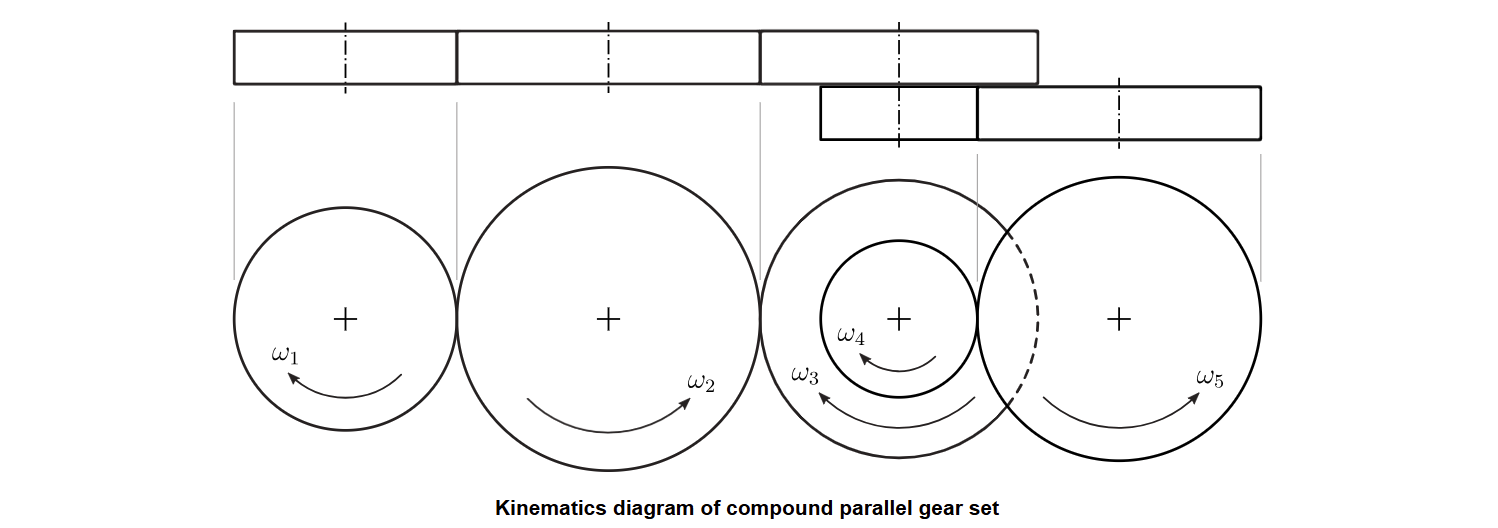 ω₁
ω₂
ω₃
ω₄
ω₅
Kinematics diagram of compound parallel gear set